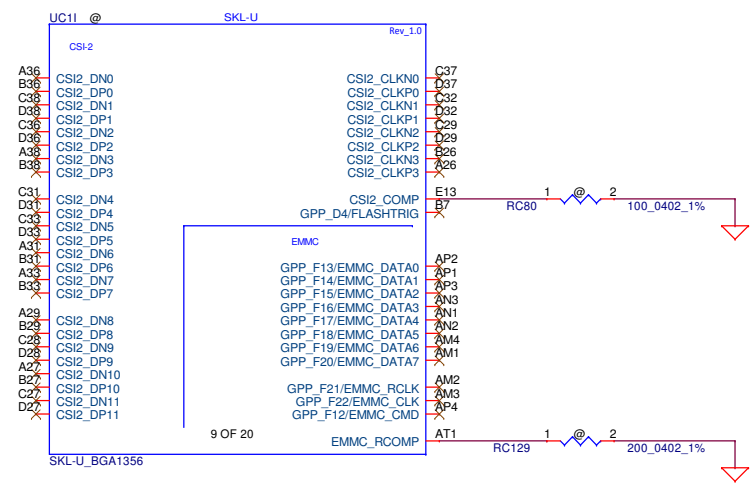 UC1I @ SKL-U
Rev_1.0
CSI-2
A36 CSI2_DN0 CSI2_CLKN0 C37
B36 CSI2_DP0 CSI2_CLKP0 D37
C38 CSI2_DN1 CSI2_CLKN1 C32
D38 CSI2_DP1 CSI2_CLKP1 D32
C36 CSI2_DN2 CSI2_CLKN2 C29
D36 CSI2_DP2 CSI2_CLKP2 D29
A38 CSI2_DN3 CSI2_CLKN3 B26
B38 CSI2_DP3 CSI2_CLKP3 A26
C31 CSI2_DN4 CSI2_COMP E13 1 @ 2
RC80 100_0402_1%
D31 CSI2_DP4 GPP_D4/FLASHTRIG B7
C33 CSI2_DN5
D33 CSI2_DP5
EMMC
A31 CSI2_DN6
B31 CSI2_DP6 GPP_F13/EMMC_DATA0 AP2
A33 CSI2_DN7 GPP_F14/EMMC_DATA1 AP1
B33 CSI2_DP7 GPP_F15/EMMC_DATA2 AP3
GPP_F16/EMMC_DATA3 AN3
A29 CSI2_DN8 GPP_F17/EMMC_DATA4 AN1
B29 CSI2_DP8 GPP_F18/EMMC_DATA5 AN2
C28 CSI2_DN9 GPP_F19/EMMC_DATA6 AM4
D28 CSI2_DP9 GPP_F20/EMMC_DATA7 AM1
A27 CSI2_DN10
B27 CSI2_DP10 GPP_F21/EMMC_RCLK AM2
C27 CSI2_DN11 GPP_F22/EMMC_CLK AM3
D27 CSI2_DP11 GPP_F12/EMMC_CMD AP4
9 OF 20
EMMC_RCOMP AT1 1 @ 2
RC129 200_0402_1%
SKL-U_BGA1356